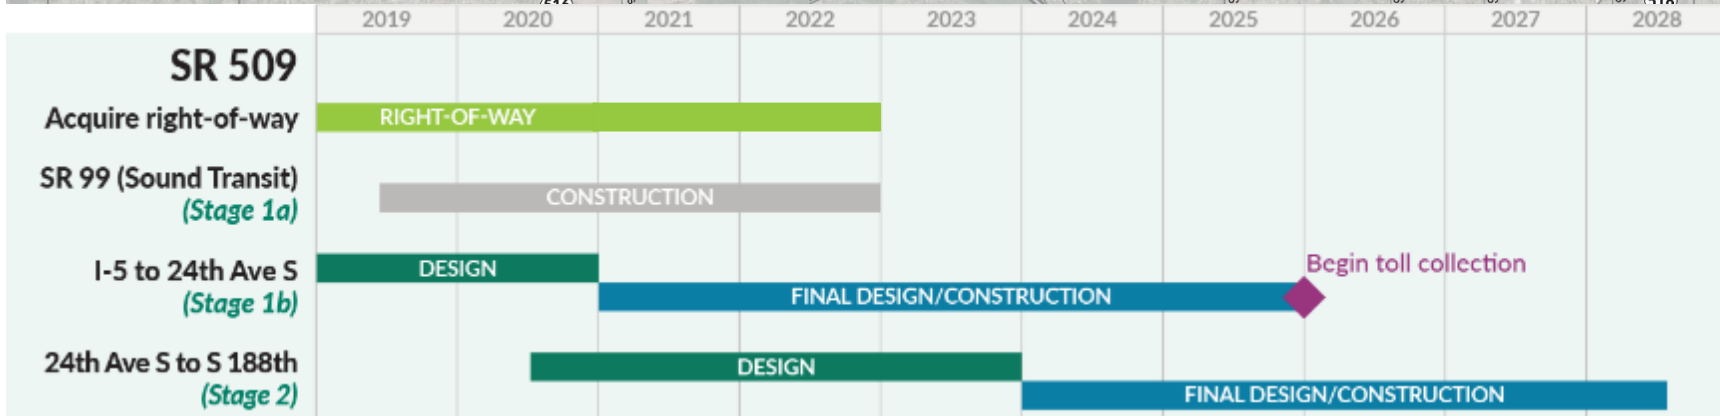 2019 2020 2021 2022 2023 2024 2025 2026 2027 2028
SR 509
Acquire right-of-way RIGHT-OF-WAY
SR 99 (Sound Transit)
(Stage 1a) CONSTRUCTION
I-5 to 24th Ave S DESIGN Begin toll collection
(Stage 1b) FINAL DESIGN/CONSTRUCTION
24th Ave S to S 188th DESIGN
(Stage 2) FINAL DESIGN/CONSTRUCTION